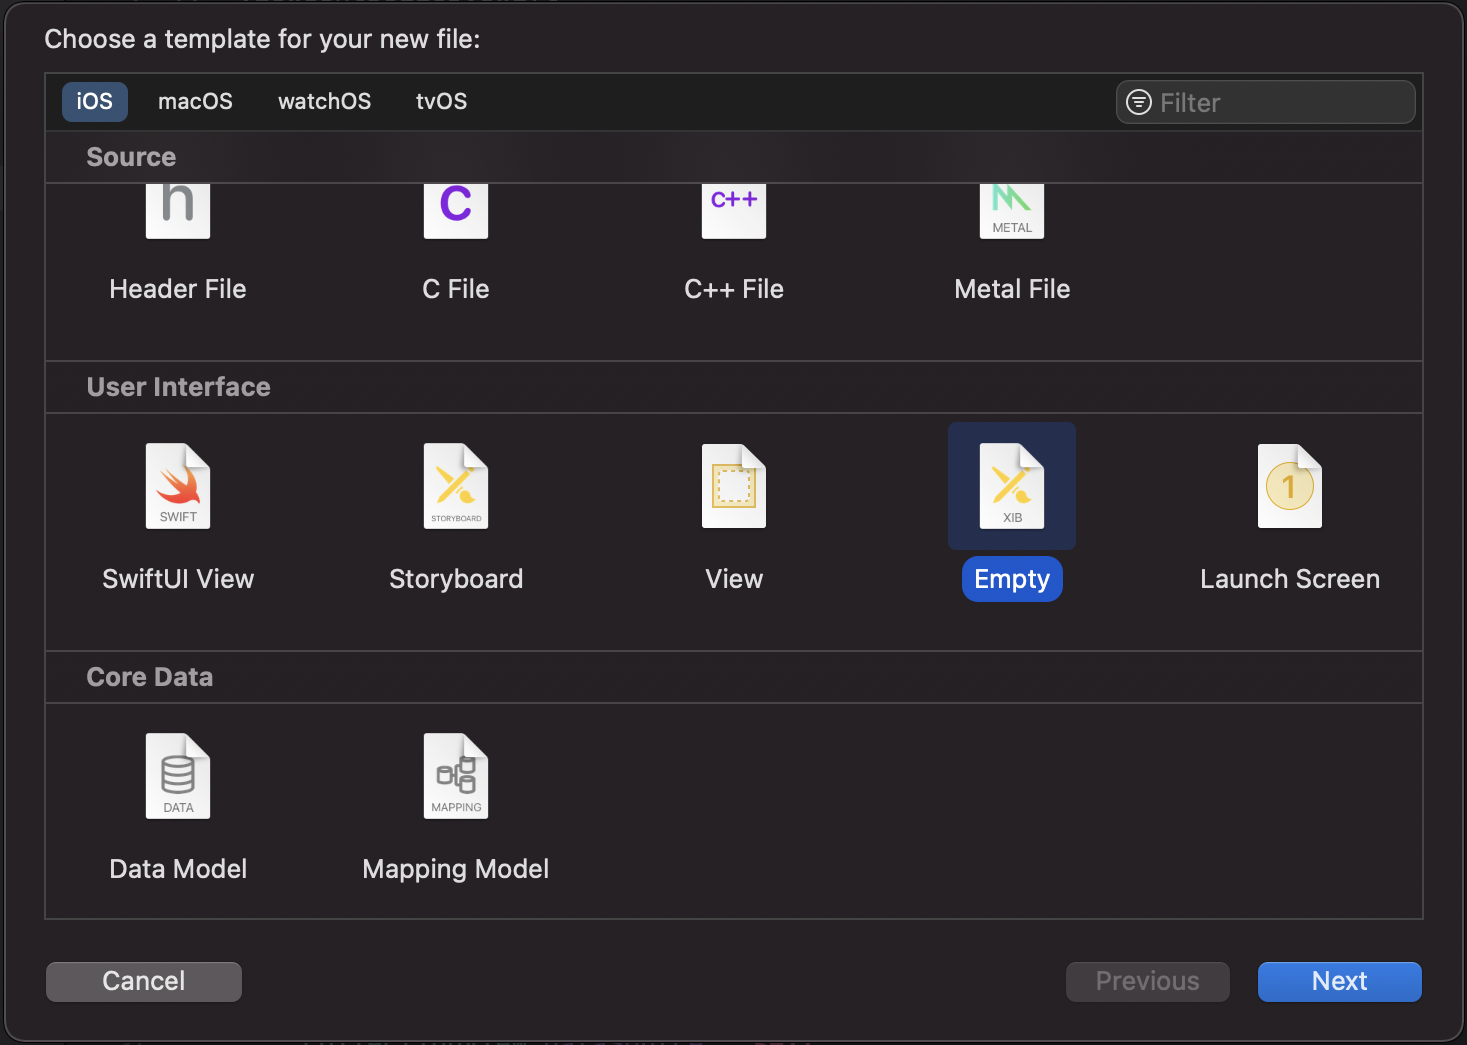 Choose a template for your new file:
iOS macOS watchOS tvOS Filter
Source
h C C++ METAL
Header File C File C++ File Metal File
User Interface
SWIFT STORYBOARD XIB 1
SwiftUI View Storyboard View Empty Launch Screen
Core Data
DATA MAPPING
Data Model Mapping Model
Cancel Previous Next